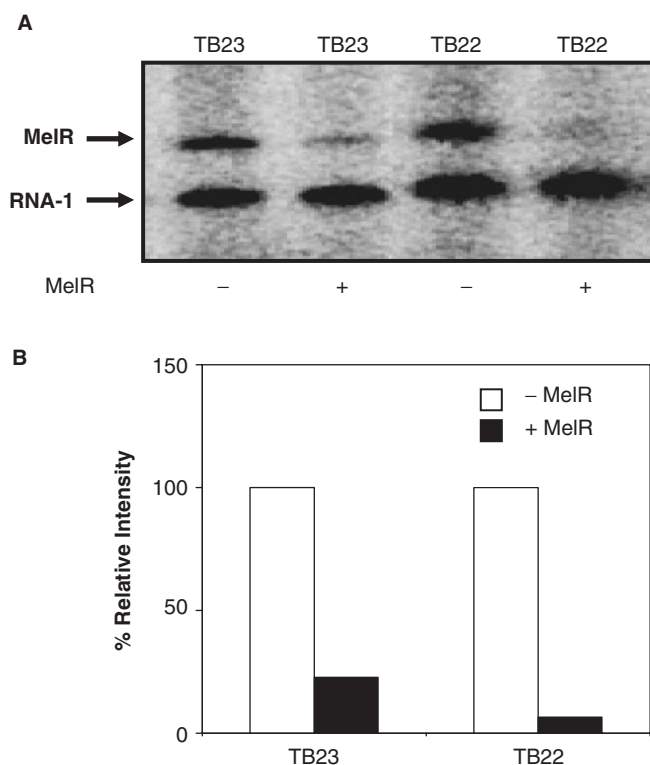 A
TB23 TB23 TB22 TB22
MelR
RNA-1
MelR – + – +
B
150
– MelR
+ MelR
100
50
0
% Relative Intensity
TB23 TB22